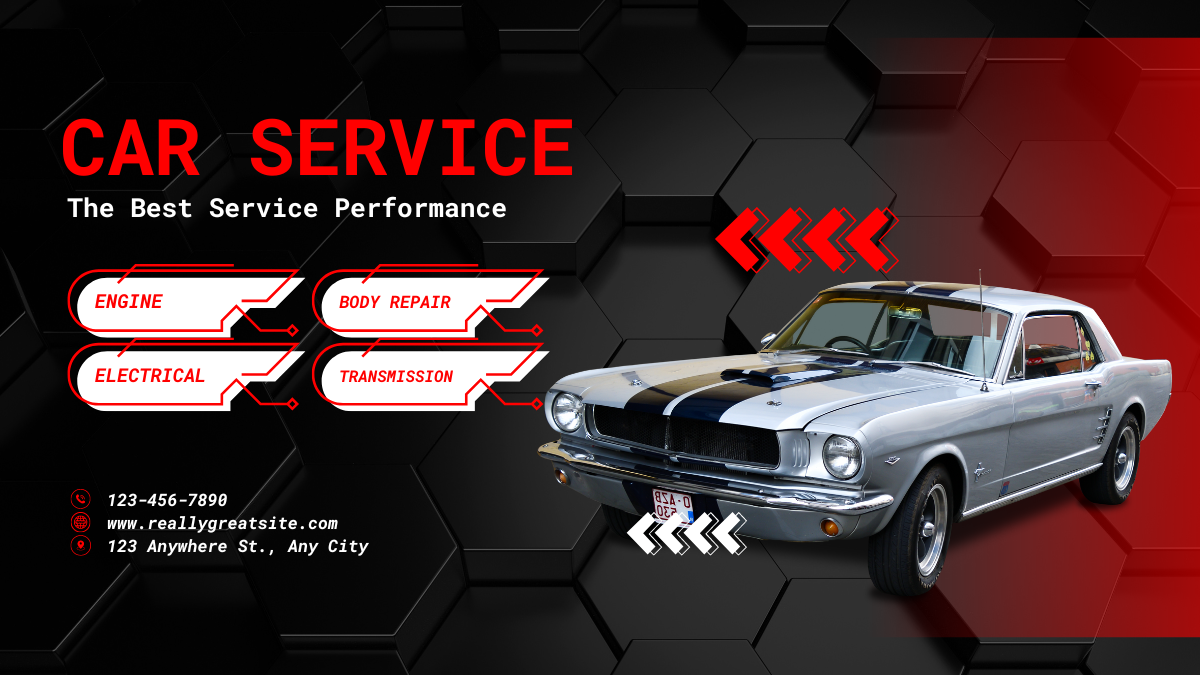 CAR SERVICE
The Best Service Performance
ENGINE
BODY REPAIR
ELECTRICAL
TRANSMISSION
123-456-7890
www.reallygreatsite.com
123 Anywhere St., Any City